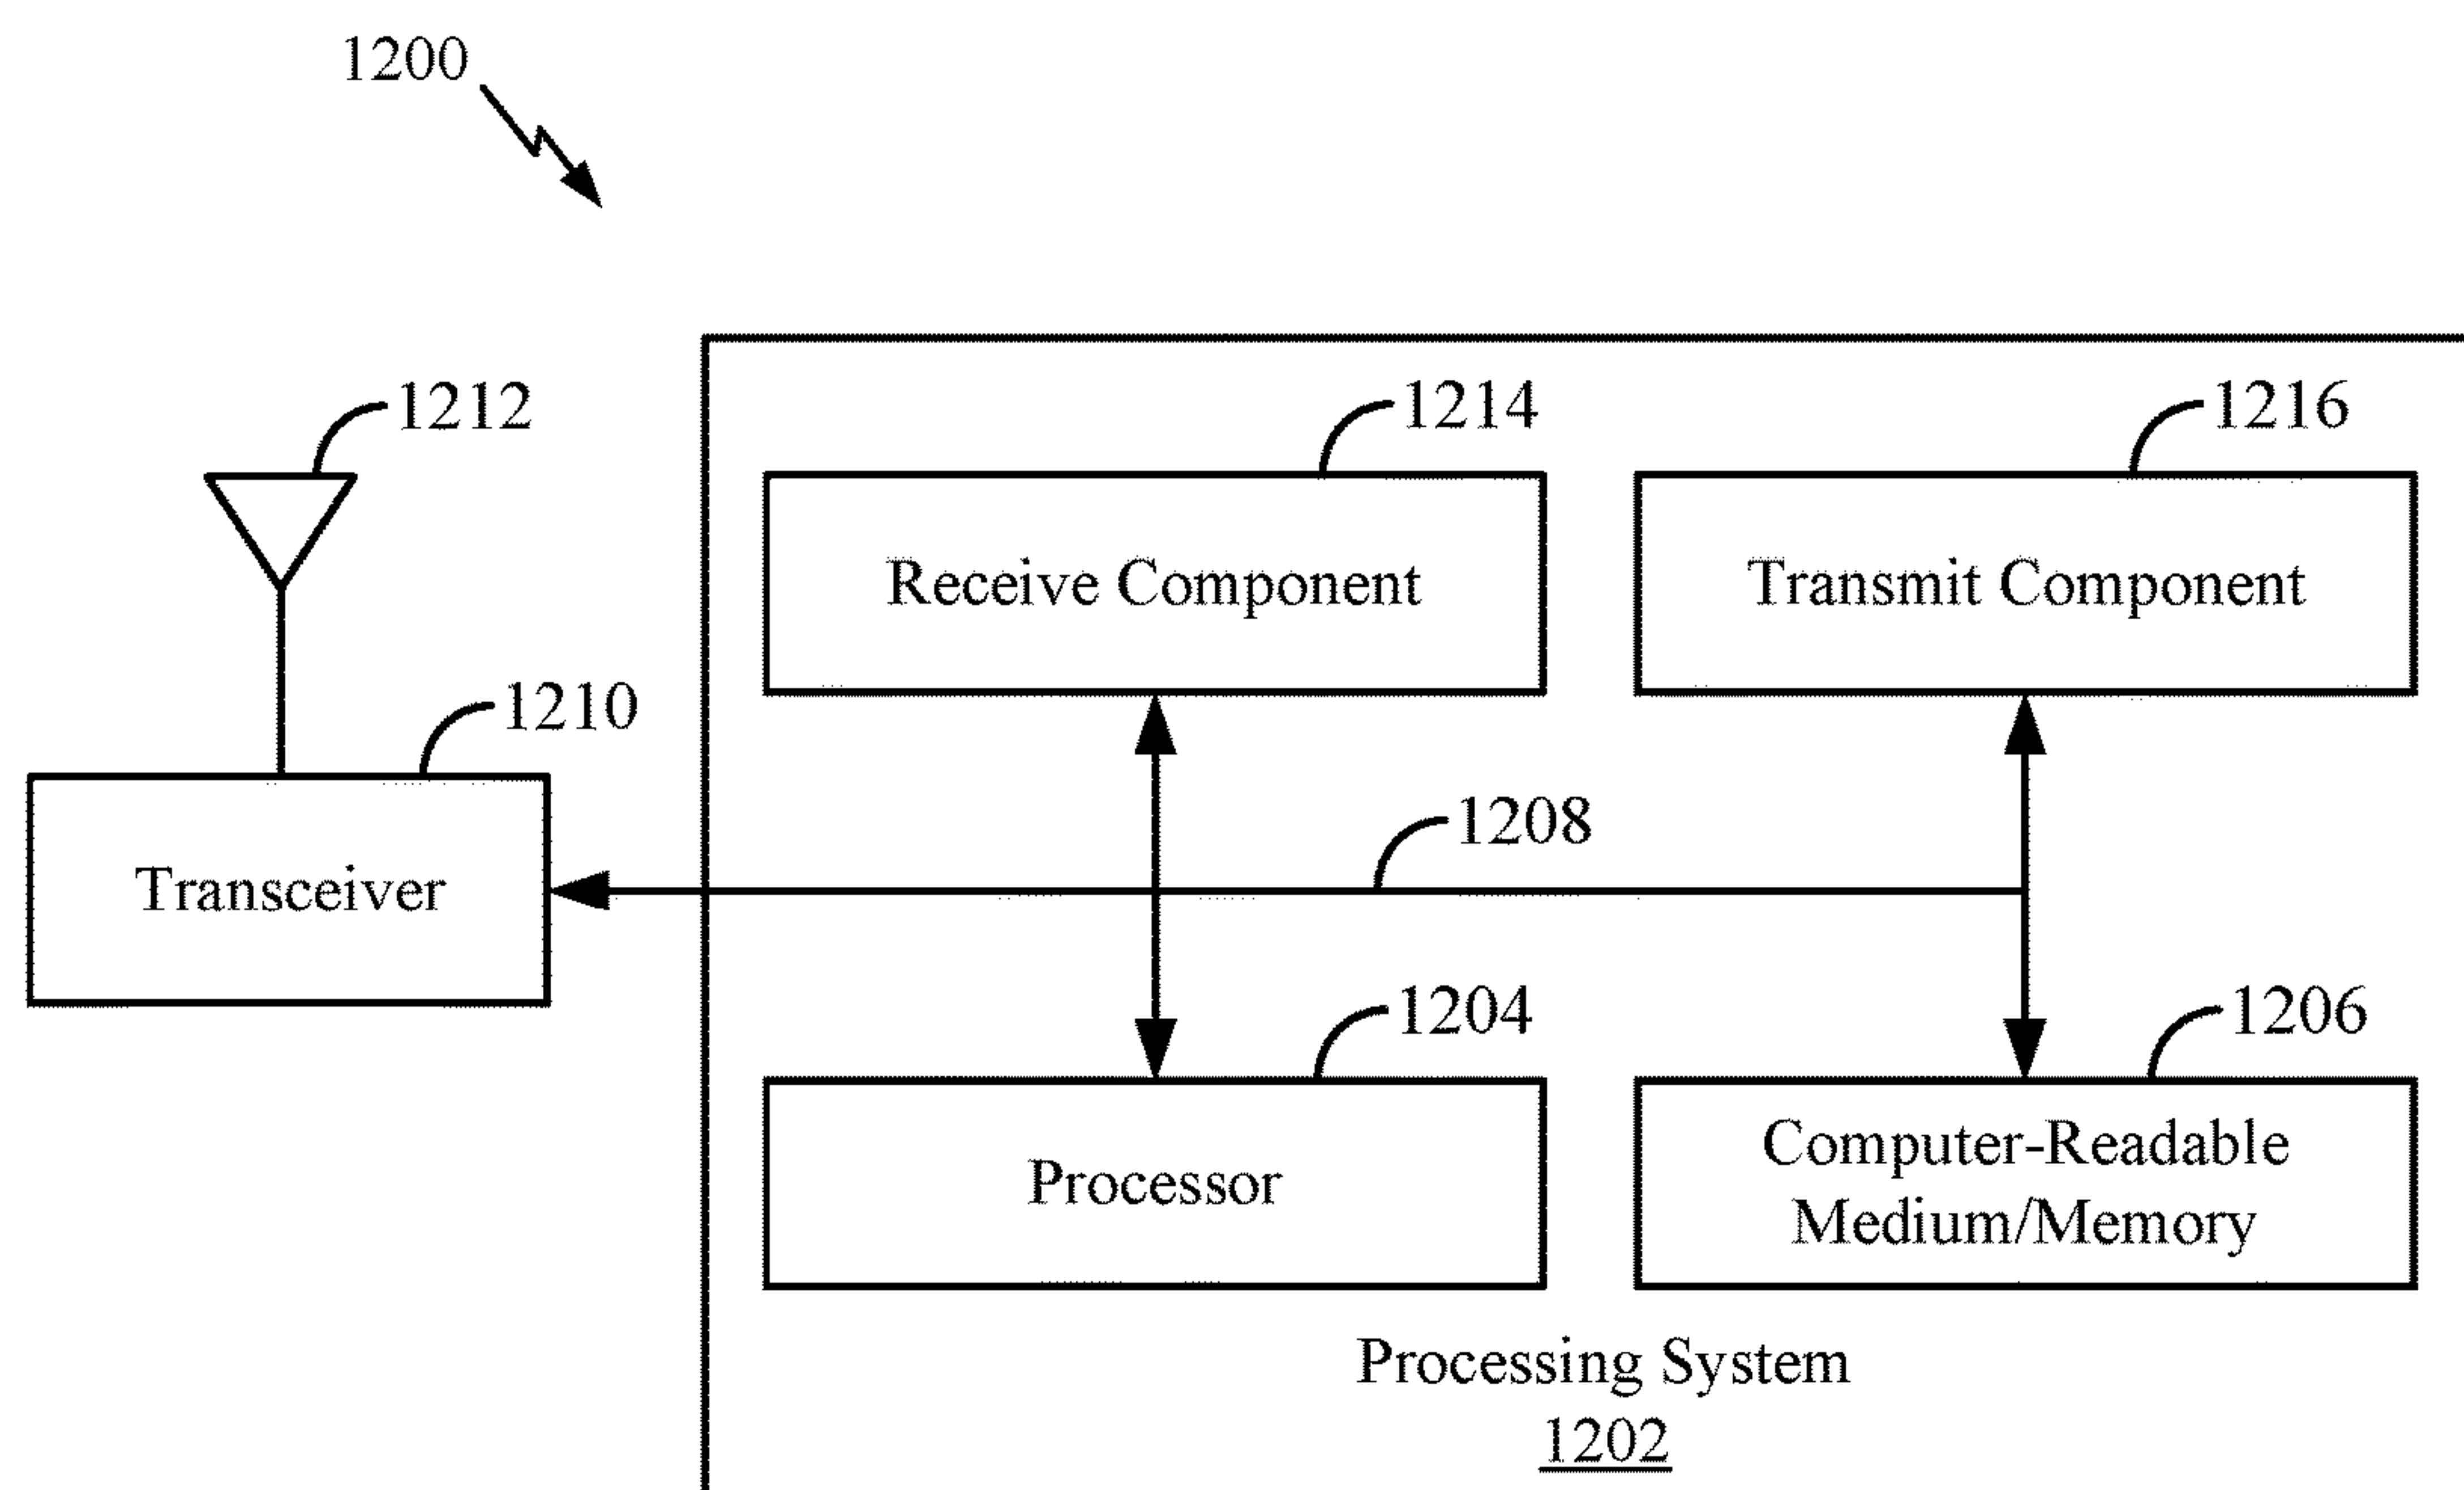 1200
1212
1214
1216
Receive Component
Transmit Component
1210
1208
Transceiver
1204
1206
Processor
Computer-Readable
Medium/Memory
Processing System
1202